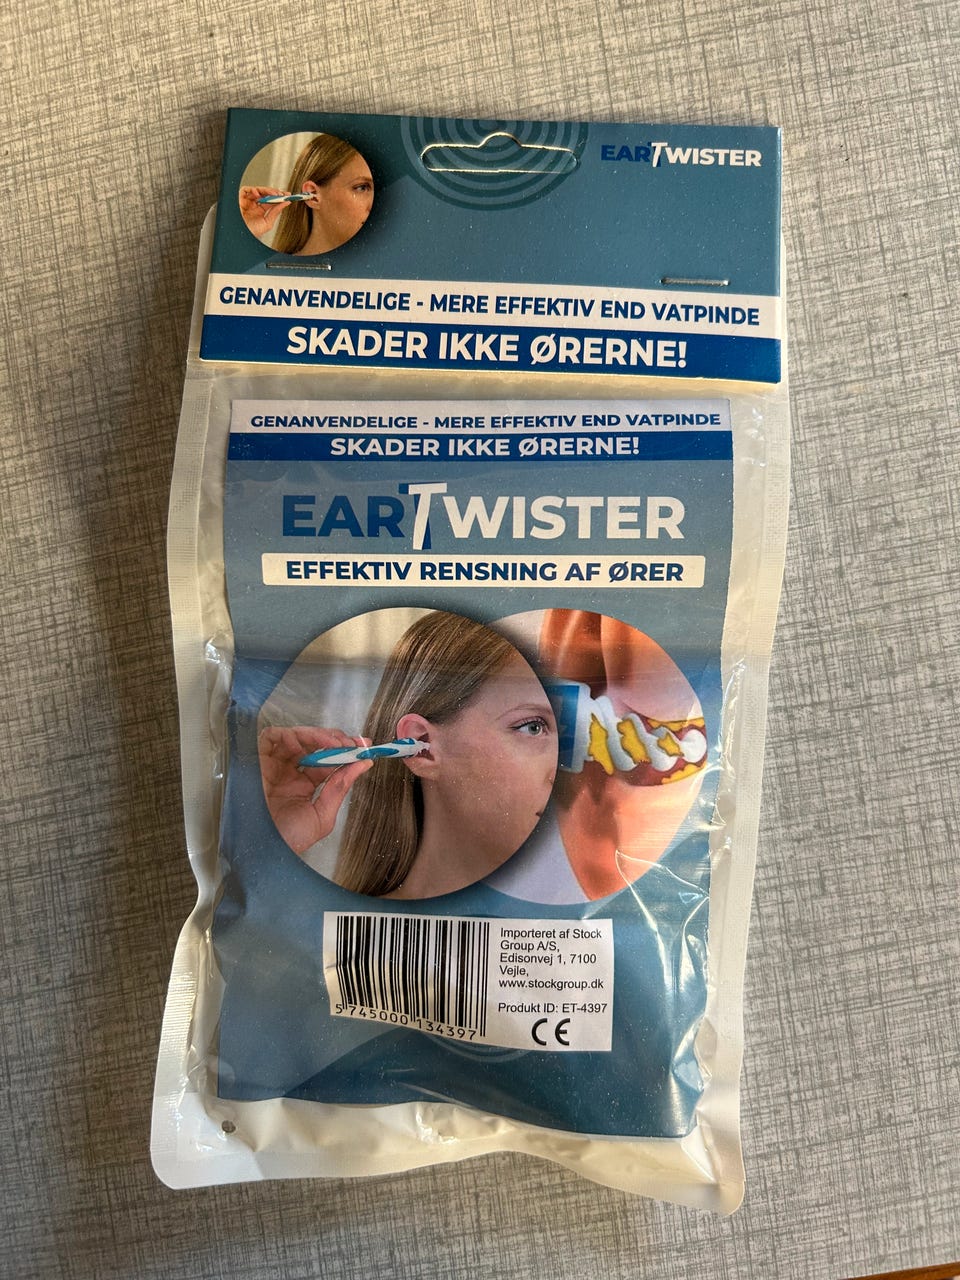 EARTWISTER
GENANVENDELIGE - MERE EFFEKTIV END VATPINDE
SKADER IKKE ØRERNE!
GENANVENDELIGE - MERE EFFEKTIV END VATPINDE
SKADER IKKE ØRERNE!
EARTWISTER
EFFEKTIV RENSNING AF ØRER
Importeret af Stock
Group A/S,
Edisonvej 1, 7100
Vejle,
www.stockgroup.dk
Produkt ID: ET-4397
CE
5 745000 134397